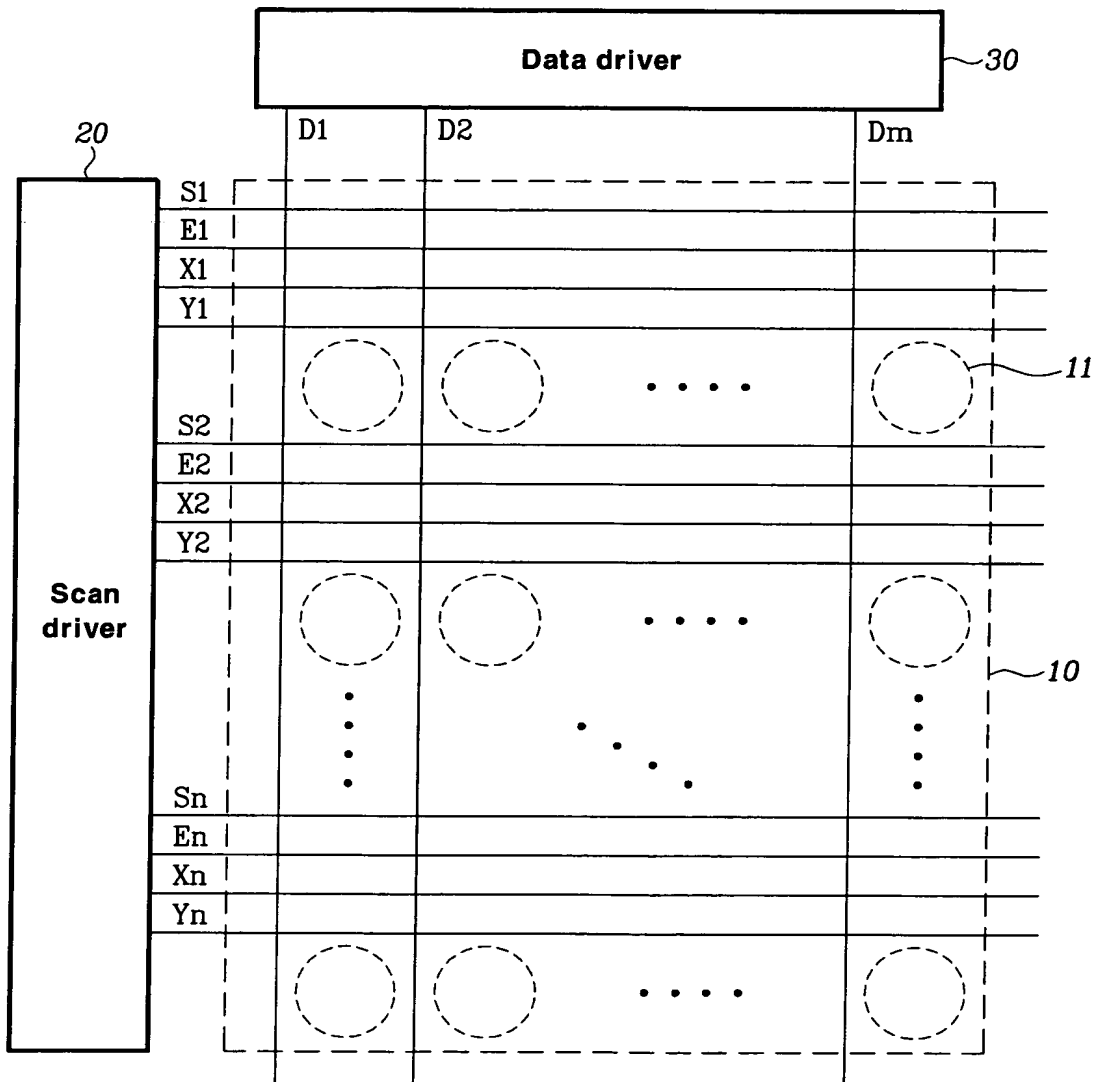 Data driver
30
D1
D2
Dm
20
S1
E1
X1
Y1
11
S2
E2
X2
Y2
Scan
driver
10
Sn
En
Xn
Yn